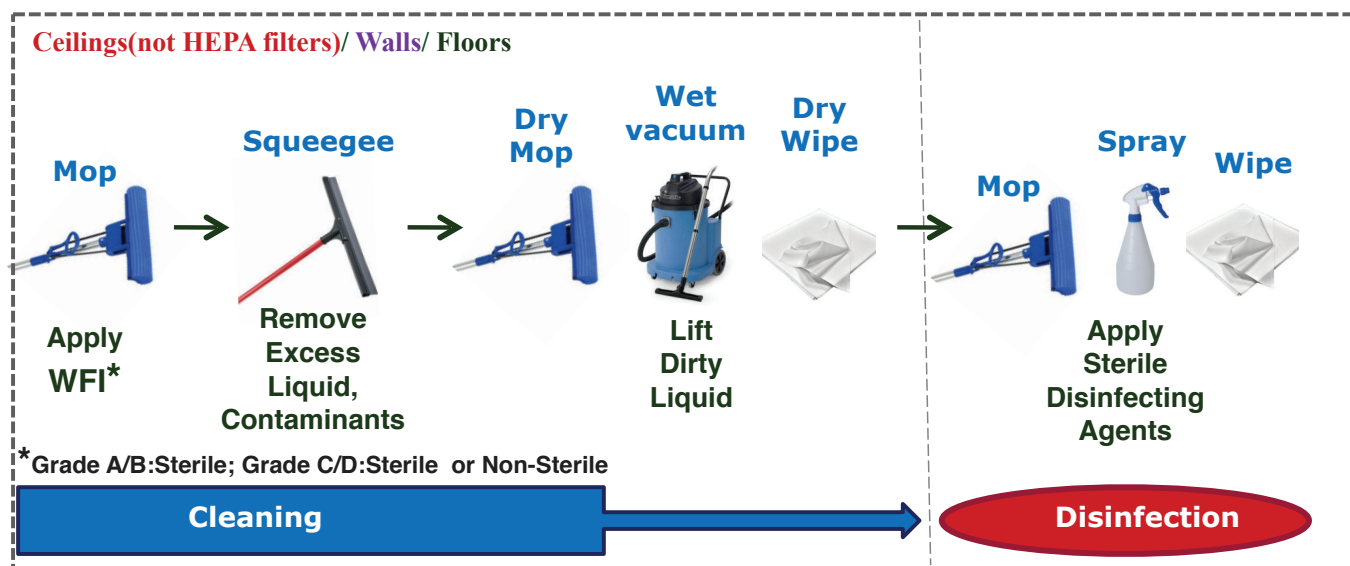 Ceilings(not HEPA filters)/ Walls/ Floors
Mop
Apply
WFI*
Squeegee
Remove
Excess
Liquid,
Contaminants
Dry
Mop
Wet
vacuum
Lift
Dirty
Liquid
Dry
Wipe
Mop
Spray
Apply
Sterile
Disinfecting
Agents
Wipe
*Grade A/B:Sterile; Grade C/D:Sterile or Non-Sterile
Cleaning
Disinfection